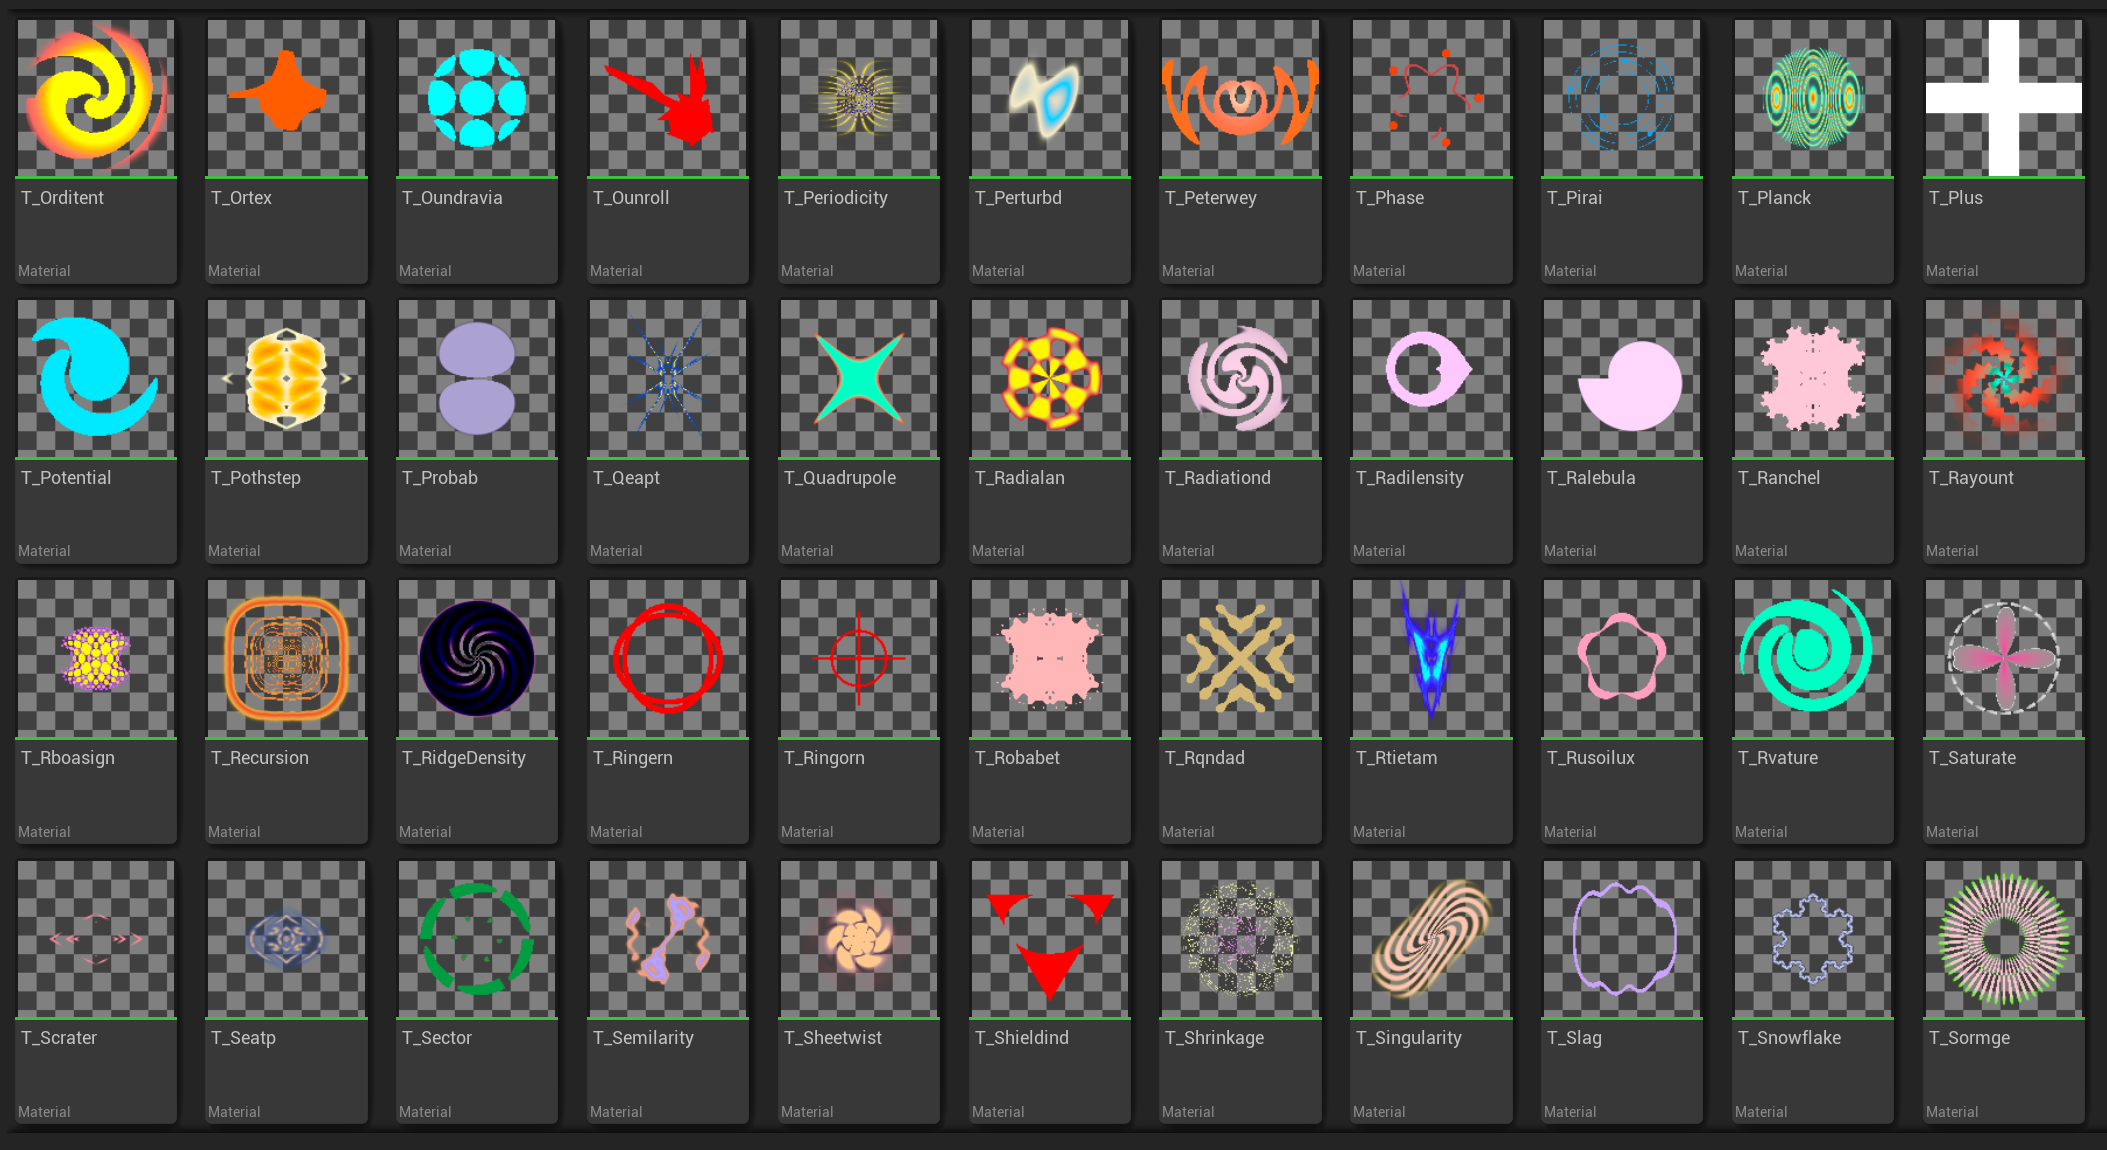 T_Orditent T_Ortex T_Oundravia T_Ounroll T_Periodicity T_Perturbd T_Peterwey T_Phase T_Pirai T_Planck T_Plus
Material Material Material Material Material Material Material Material Material Material Material
T_Potential T_Pothstep T_Probab T_Qeapt T_Quadrupole T_Radialan T_Radiationd T_Radilensity T_Ralebula T_Ranchel T_Rayount
Material Material Material Material Material Material Material Material Material Material Material
T_Rboasign T_Recursion T_RidgeDensity T_Ringern T_Ringorn T_Robabet T_Rqndad T_Rtietam T_Rusoilux T_Rvature T_Saturate
Material Material Material Material Material Material Material Material Material Material Material
T_Scrater T_Seatp T_Sector T_Semilarity T_Sheetwist T_Shieldind T_Shrinkage T_Singularity T_Slag T_Snowflake T_Sormge
Material Material Material Material Material Material Material Material Material Material Material